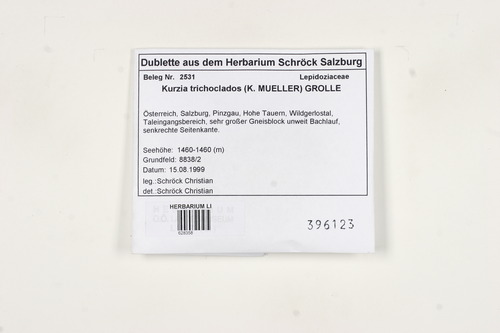 Dublette aus dem Herbarium Schröck Salzburg
Beleg Nr. 2531 Lepidoziaceae
Kurzia trichoclados (K. MUELLER) GROLLE
Österreich, Salzburg, Pinzgau, Hohe Tauern, Wildgerlostal,
Taleingangsbereich, sehr großer Gneisblock unweit Bachlauf,
senkrechte Seitenkante.
Seehöhe: 1460-1460 (m)
Grundfeld: 8838/2
Datum: 15.08.1999
leg.:Schröck Christian
det.:Schröck Christian
HERBARIUM LI
396123